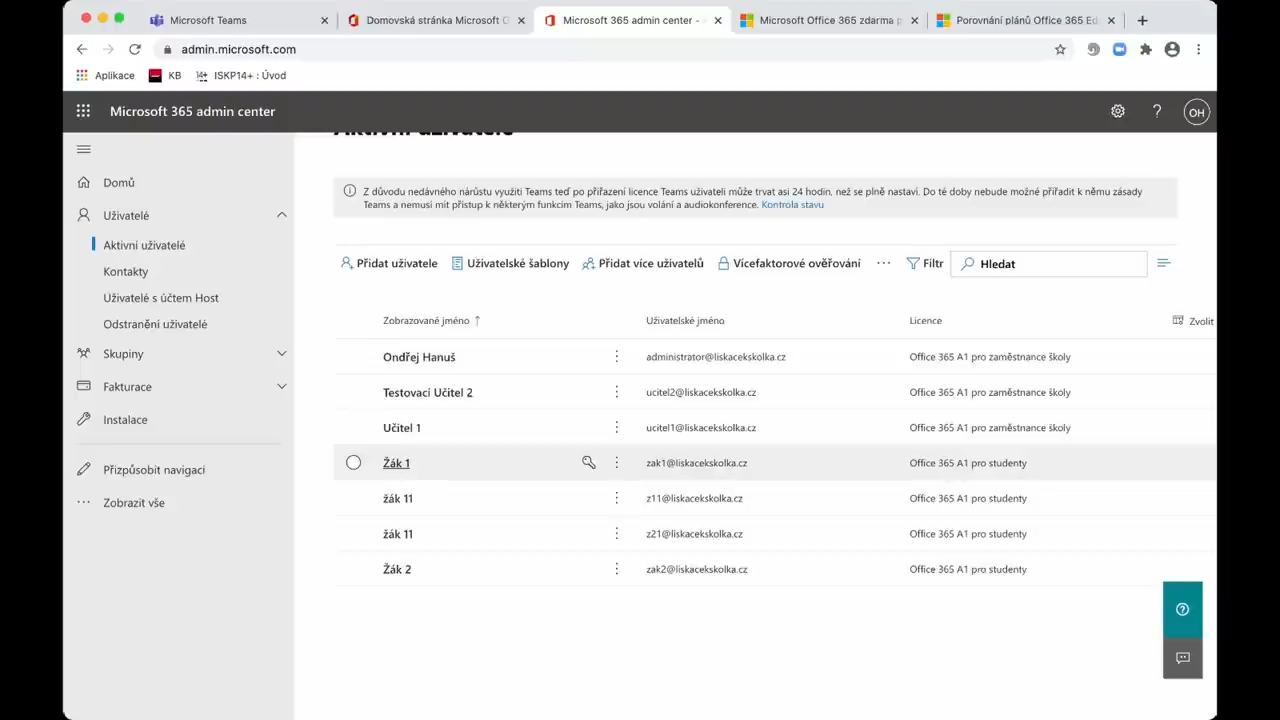 Microsoft Teams
Domovská stránka Microsoft O
Microsoft 365 admin center -
Microsoft Office 365 zdarma p
Porovnání plánů Office 365 Ed
admin.microsoft.com
Aplikace
KB
ISKP14+ : Úvod
Microsoft 365 admin center
OH
Aktivní uživatelé
Domů
Uživatelé
Aktivní uživatelé
Kontakty
Uživatelé s účtem Host
Odstranění uživatelé
Skupiny
Fakturace
Instalace
Přizpůsobit navigaci
Zobrazit vše
Z důvodu nedávného nárůstu využití Teams teď po přiřazení licence Teams uživateli může trvat asi 24 hodin, než se plně nastaví. Do té doby nebude možné přiřadit k němu zásady
Teams a nemusí mít přístup k některým funkcím Teams, jako jsou volání a audiokonference. Kontrola stavu
Přidat uživatele
Uživatelské šablony
Přidat více uživatelů
Vícefaktorové ověřování
Filtr
Hledat
Zobrazované jméno ↑
Uživatelské jméno
Licence
Zvolit
Ondřej Hanuš administrator@liskacekskolka.cz Office 365 A1 pro zaměstnance školy
Testovací Učitel 2 ucitel2@liskacekskolka.cz Office 365 A1 pro zaměstnance školy
Učitel 1 ucitel1@liskacekskolka.cz Office 365 A1 pro zaměstnance školy
Žák 1 zak1@liskacekskolka.cz Office 365 A1 pro studenty
žák 11 z11@liskacekskolka.cz Office 365 A1 pro studenty
žák 11 z21@liskacekskolka.cz Office 365 A1 pro studenty
Žák 2 zak2@liskacekskolka.cz Office 365 A1 pro studenty